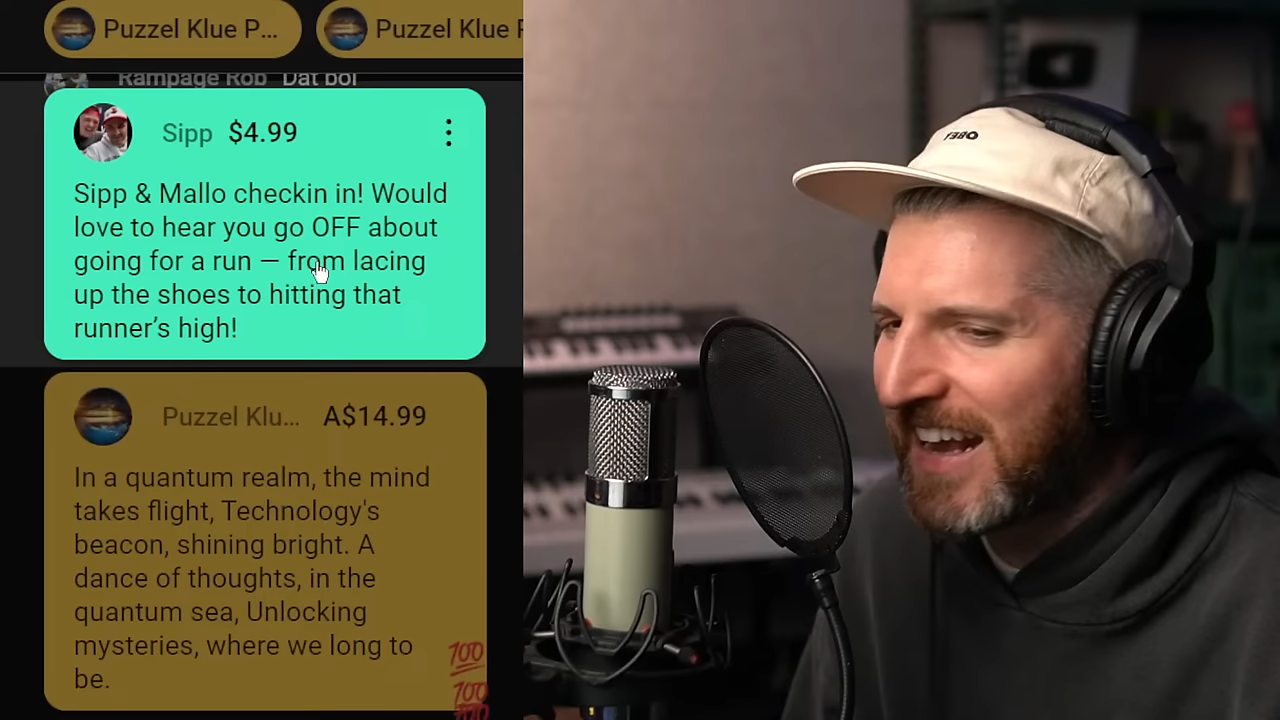 Puzzel Klue P...
Puzzel Klue P
Rampage Rob Dat boi
Sipp $4.99
Sipp & Mallo checkin in! Would
love to hear you go OFF about
going for a run — from lacing
up the shoes to hitting that
runner’s high!
Puzzel Klu... A$14.99
In a quantum realm, the mind
takes flight, Technology's
beacon, shining bright. A
dance of thoughts, in the
quantum sea, Unlocking
mysteries, where we long to
be.
100
100
OBEY